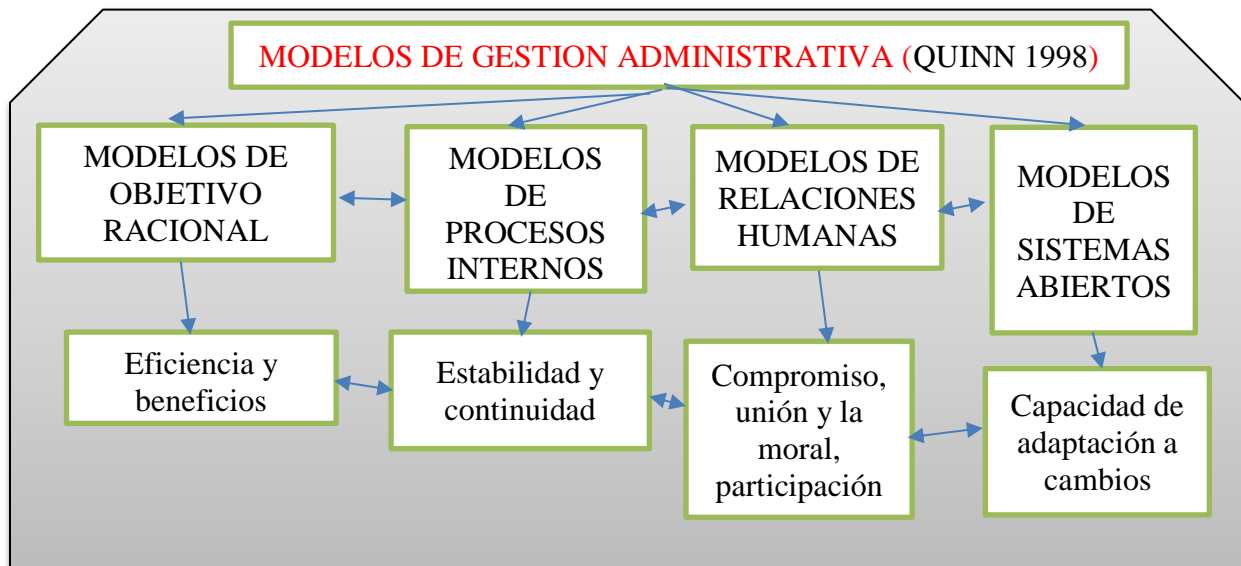 MODELOS DE GESTION ADMINISTRATIVA (QUINN 1998)
MODELOS DE
OBJETIVO
RACIONAL
MODELOS
DE
PROCESOS
INTERNOS
MODELOS DE
RELACIONES
HUMANAS
MODELOS
DE
SISTEMAS
ABIERTOS
Eficiencia y
beneficios
Estabilidad y
continuidad
Compromiso,
unión y la
moral,
participación
Capacidad de
adaptación a
cambios